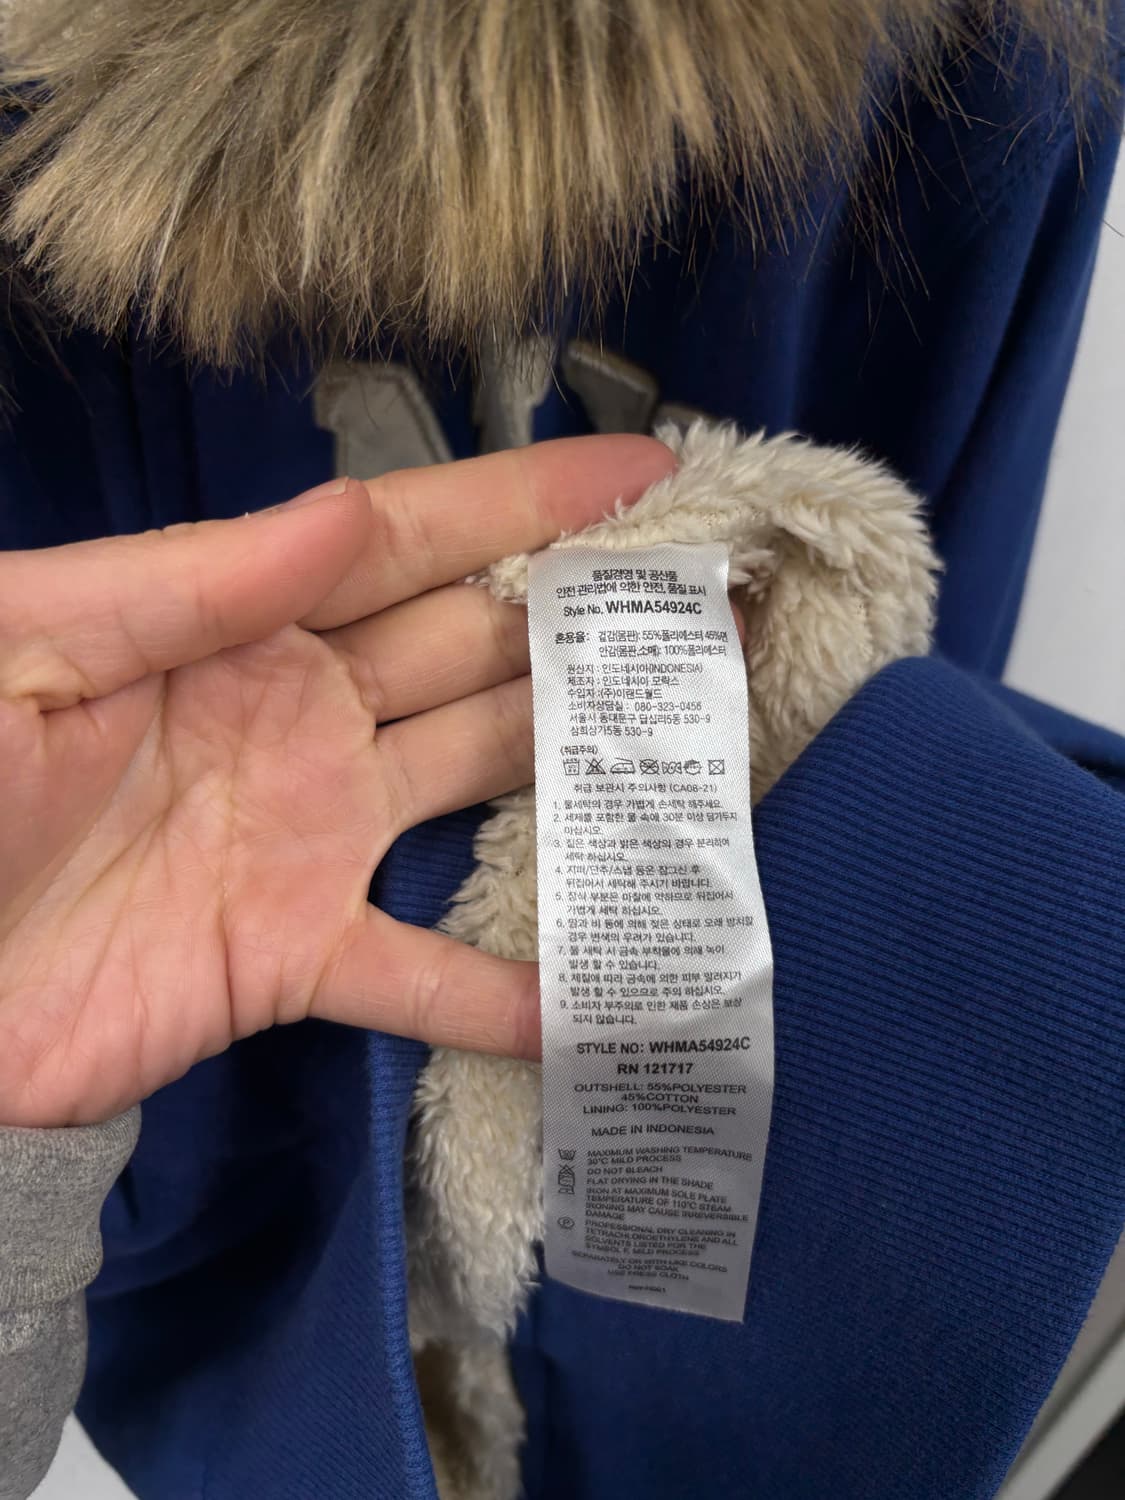 품질경영 및 공산품
안전 관리법에 의한 안전, 품질 표시
Style No. WHMA54924C
혼용율: 겉감(몸판): 55%폴리에스터 45%면
안감(몸판,소매): 100%폴리에스터
원산지 : 인도네시아(INDONESIA)
제조자 : 인도네시아 모락스
수입자 :(주)이랜드월드
소비자상담실 : 080-323-0456
서울시 동대문구 답십리5동 530-9
삼희상가5동 530-9
(취급주의)
취급 보관시 주의사항 (CA06-21)
1. 물세탁의 경우 가볍게 손세탁 해주세요.
2. 세제를 포함한 물 속에 30분 이상 담가두지
마십시오.
3. 짙은 색상과 밝은 색상의 경우 분리하여
세탁 하십시오.
4. 지퍼/단추/스냅 등은 잠그신 후
뒤집어서 세탁해 주시기 바랍니다.
5. 장식 부분은 마찰에 약하므로 뒤집어서
가볍게 세탁 하십시오.
6. 땀과 비 등에 의해 젖은 상태로 오래 방치할
경우 변색의 우려가 있습니다.
7. 물 세탁 시 금속 부착물에 의해 녹이
발생 할 수 있습니다.
8. 체질에 따라 금속에 의한 피부 알러지가
발생 할 수 있으므로 주의 하십시오.
9. 소비자 부주의로 인한 제품 손상은 보상
되지 않습니다.
STYLE NO: WHMA54924C
RN 121717
OUTSHELL: 55%POLYESTER
45%COTTON
LINING: 100%POLYESTER
MADE IN INDONESIA
MAXIMUM WASHING TEMPERATURE
30°C MILD PROCESS
DO NOT BLEACH
FLAT DRYING IN THE SHADE
IRON AT MAXIMUM SOLE PLATE
TEMPERATURE OF 110°C STEAM
IRONING MAY CAUSE IRREVERSIBLE
DAMAGE
PROFESSIONAL DRY CLEANING IN
TETRACHLOROETHYLENE AND ALL
SOLVENTS LISTED FOR THE
SYMBOL F, MILD PROCESS
SEPARATELY OR WITH LIKE COLORS
DO NOT SOAK
USE PRESS CLOTH